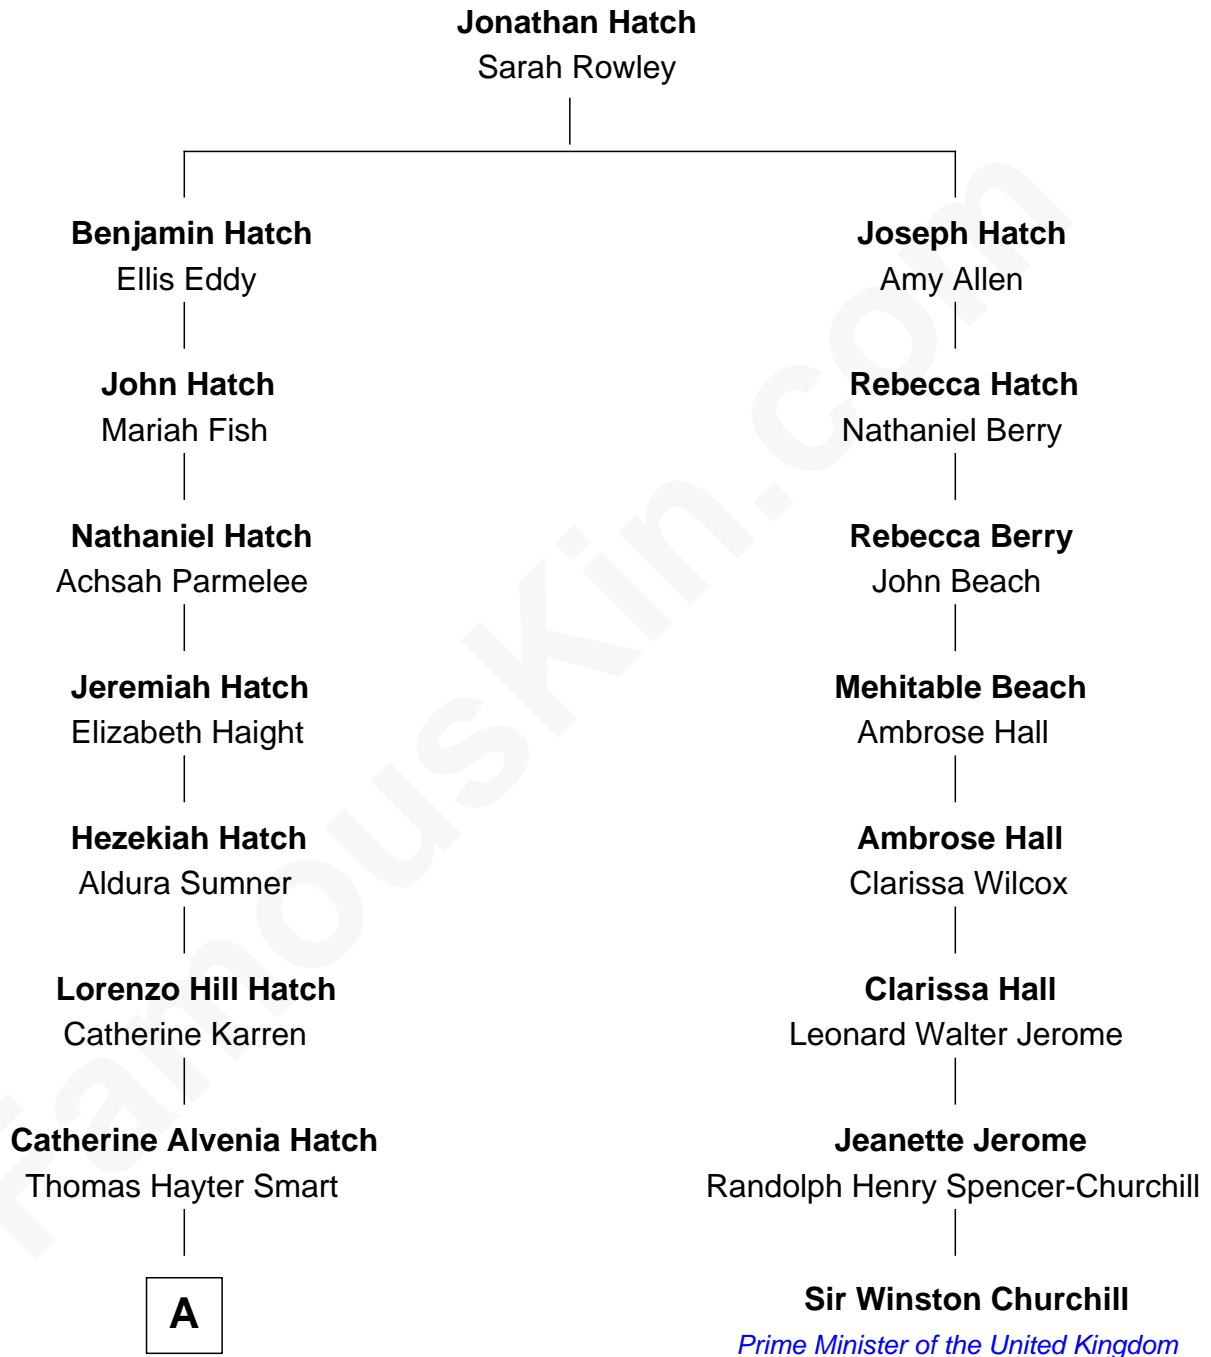 Jonathan Hatch
Sarah Rowley
Benjamin Hatch
Ellis Eddy
John Hatch
Mariah Fish
Nathaniel Hatch
Achsah Parmelee
Jeremiah Hatch
Elizabeth Haight
Hezekiah Hatch
Aldura Sumner
Lorenzo Hill Hatch
Catherine Karren
Catherine Alvenia Hatch
Thomas Hayter Smart
A
Joseph Hatch
Amy Allen
Rebecca Hatch
Nathaniel Berry
Rebecca Berry
John Beach
Mehitable Beach
Ambrose Hall
Ambrose Hall
Clarissa Wilcox
Clarissa Hall
Leonard Walter Jerome
Jeanette Jerome
Randolph Henry Spencer-Churchill
Sir Winston Churchill
Prime Minister of the United Kingdom
FamousKin.com